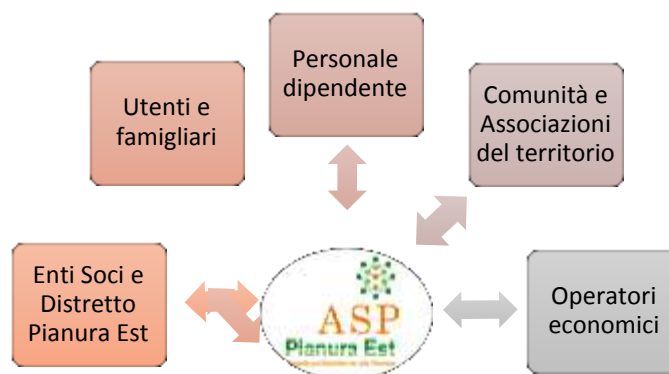 Personale
dipendente
Utenti e
famigliari
Comunità e
Associazioni
del territorio
Enti Soci e
Distretto
Pianura Est
ASP
Pianura Est
Operatori
economici